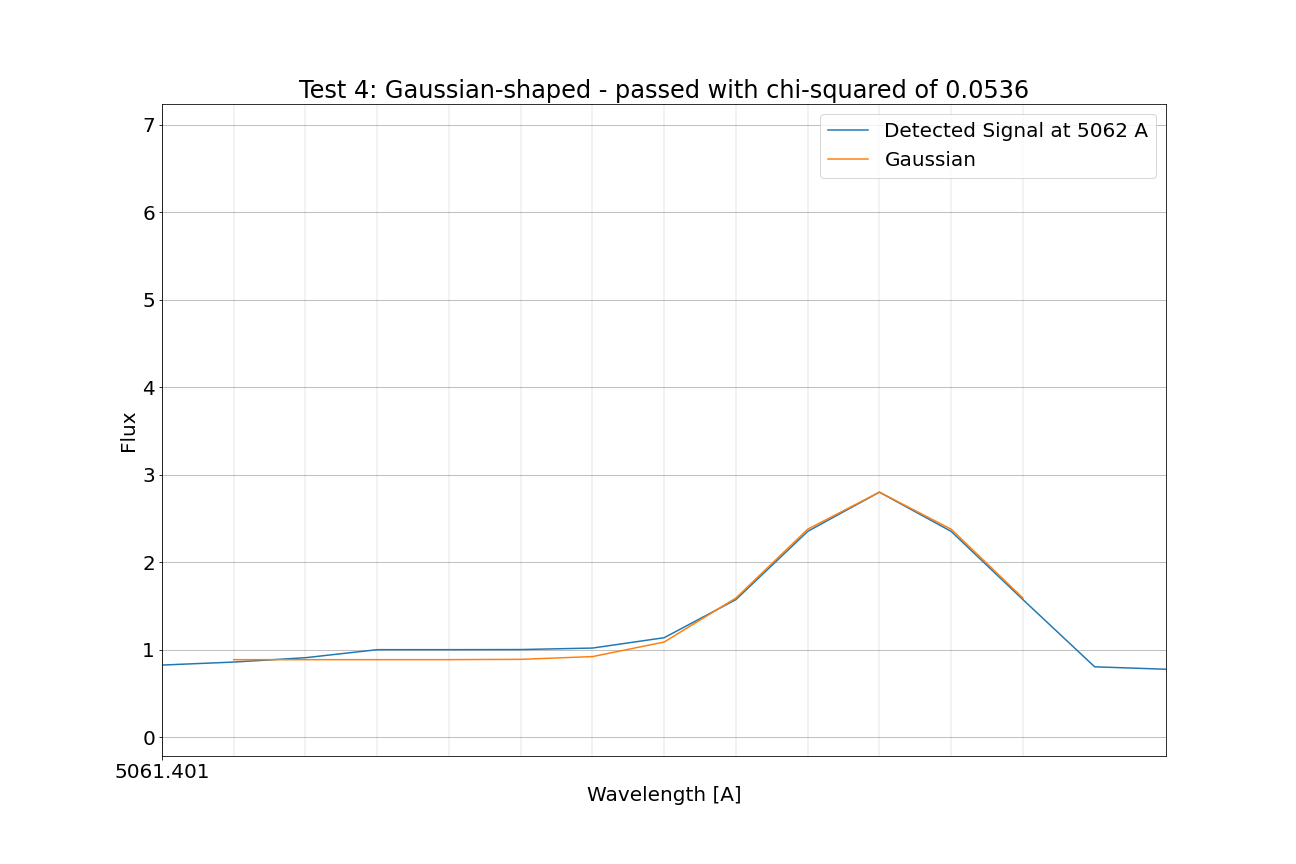 Test 4: Gaussian-shaped - passed with chi-squared of 0.0536
Detected Signal at 5062 A
Gaussian
7
6
5
4
3
2
1
0
Flux
5061.401
Wavelength [A]